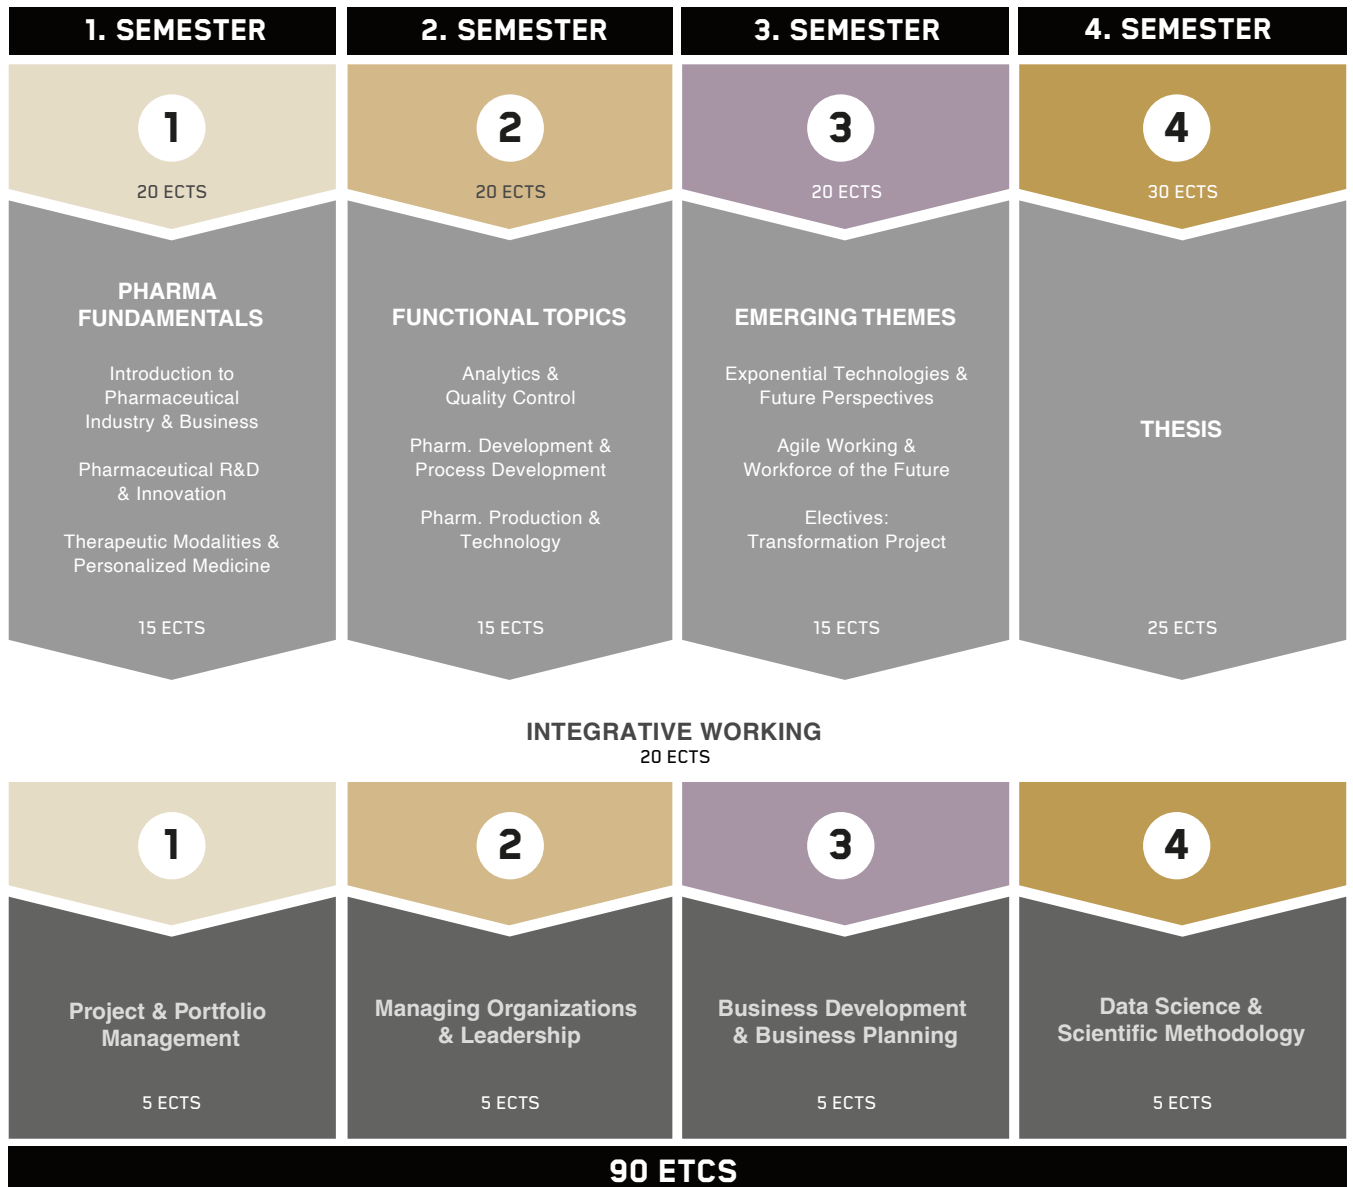 1. SEMESTER
2. SEMESTER
3. SEMESTER
4. SEMESTER
1
20 ECTS
2
20 ECTS
3
20 ECTS
4
30 ECTS
PHARMA
FUNDAMENTALS
Introduction to
Pharmaceutical
Industry & Business
Pharmaceutical R&D
& Innovation
Therapeutic Modalities &
Personalized Medicine
15 ECTS
FUNCTIONAL TOPICS
Analytics &
Quality Control
Pharm. Development &
Process Development
Pharm. Production &
Technology
15 ECTS
EMERGING THEMES
Exponential Technologies &
Future Perspectives
Agile Working &
Workforce of the Future
Electives:
Transformation Project
15 ECTS
THESIS
25 ECTS
INTEGRATIVE WORKING
20 ECTS
1
2
3
4
Project & Portfolio
Management
5 ECTS
Managing Organizations
& Leadership
5 ECTS
Business Development
& Business Planning
5 ECTS
Data Science &
Scientific Methodology
5 ECTS
90 ETCS